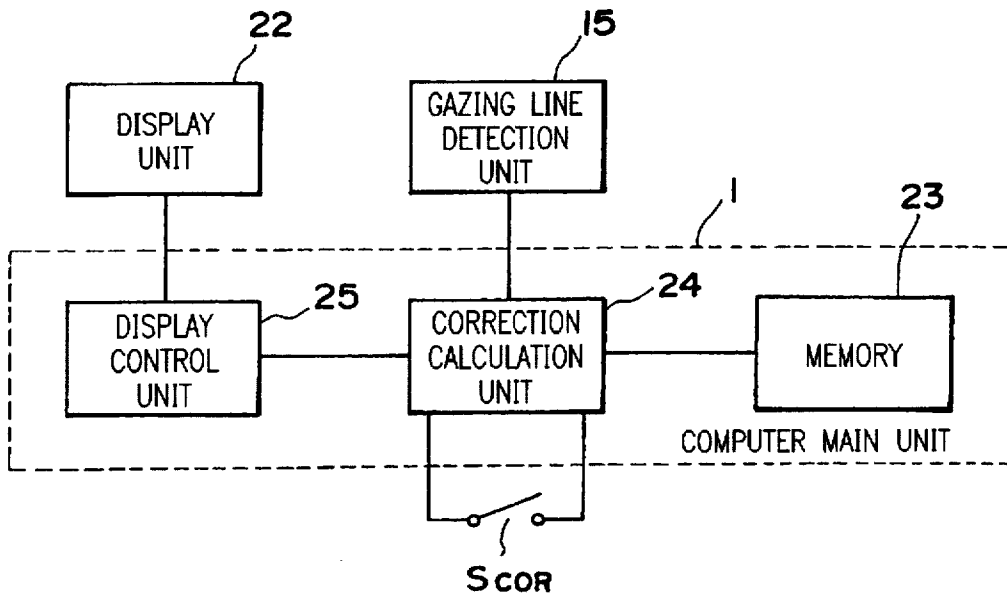 22
15
DISPLAY
UNIT
GAZING LINE
DETECTION
UNIT
1
23
25
24
DISPLAY
CONTROL
UNIT
CORRECTION
CALCULATION
UNIT
MEMORY
COMPUTER MAIN UNIT
SCOR